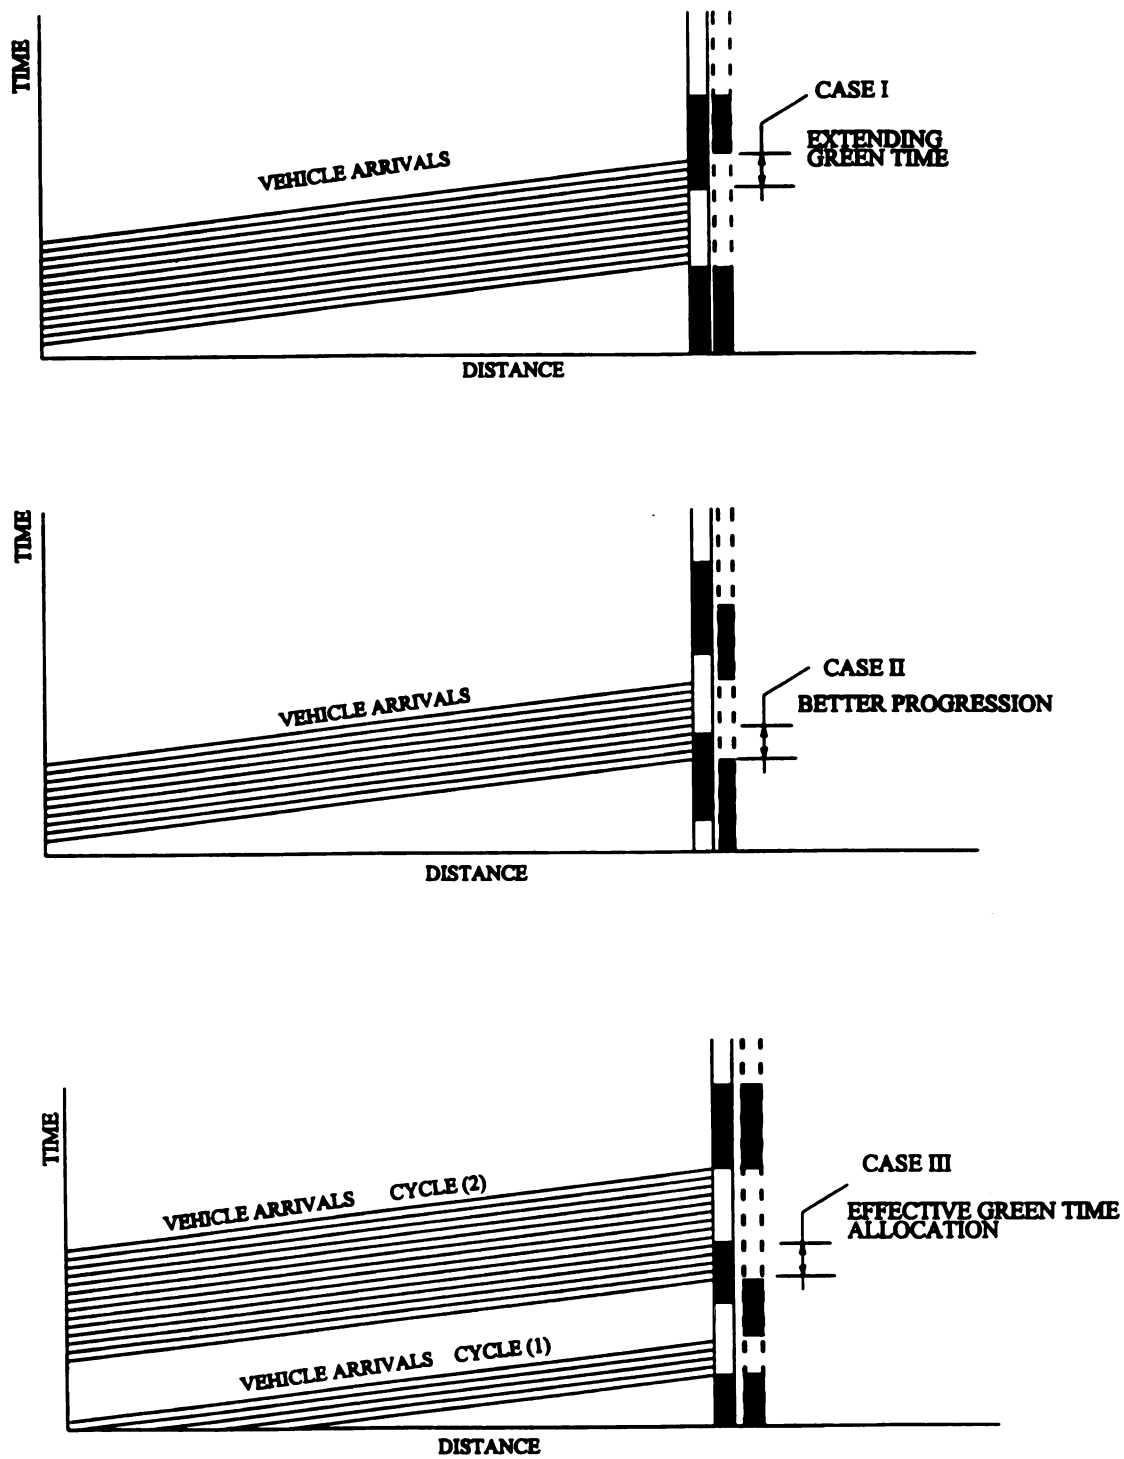 TIME
CASE I
EXTENDING
GREEN TIME
VEHICLE ARRIVALS
DISTANCE
TIME
CASE II
BETTER PROGRESSION
VEHICLE ARRIVALS
DISTANCE
TIME
CASE III
EFFECTIVE GREEN TIME
ALLOCATION
VEHICLE ARRIVALS CYCLE (2)
VEHICLE ARRIVALS CYCLE (1)
DISTANCE